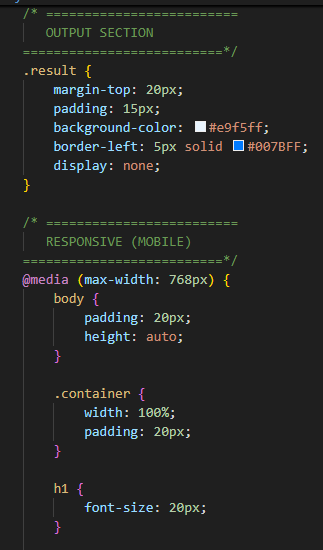 /* =========================
   OUTPUT SECTION
==========================*/
.result {
    margin-top: 20px;
    padding: 15px;
    background-color: #e9f5ff;
    border-left: 5px solid #007BFF;
    display: none;
}

/* =========================
   RESPONSIVE (MOBILE)
==========================*/
@media (max-width: 768px) {
    body {
        padding: 20px;
        height: auto;
    }

    .container {
        width: 100%;
        padding: 20px;
    }

    h1 {
        font-size: 20px;
    }